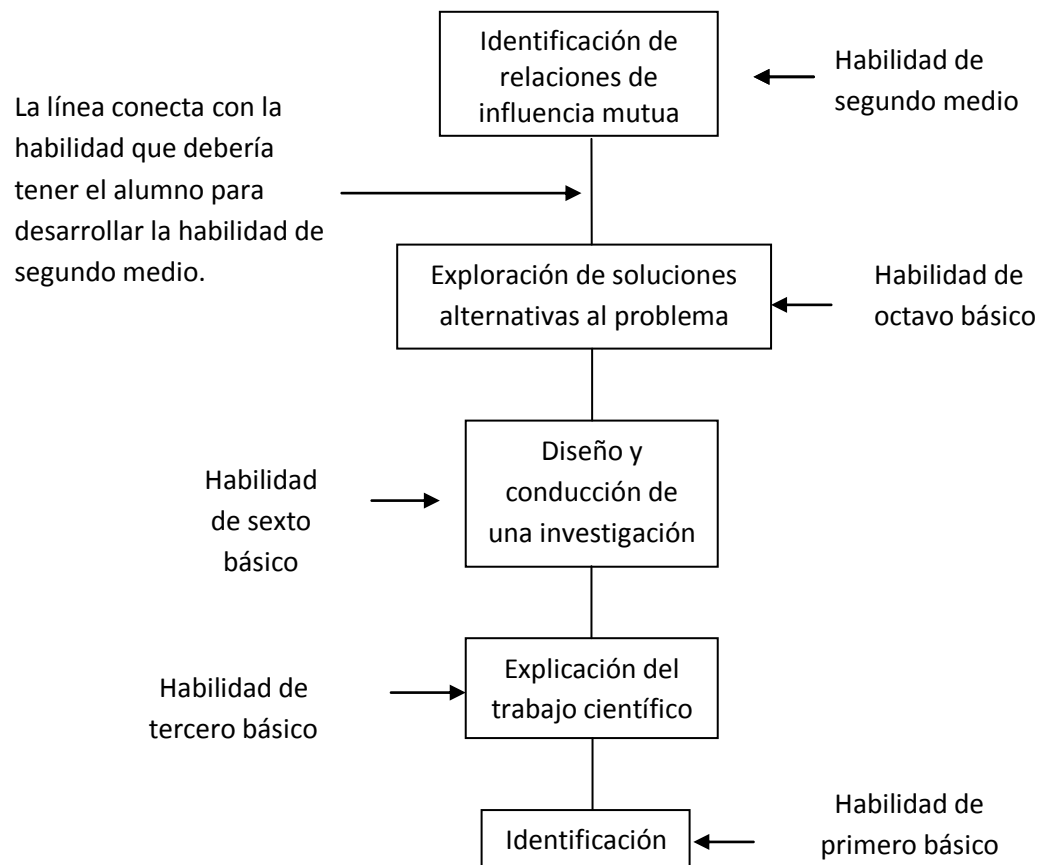 Identificación de
relaciones de
influencia mutua
Habilidad de
segundo medio
La línea conecta con la
habilidad que debería
tener el alumno para
desarrollar la habilidad de
segundo medio.
Exploración de soluciones
alternativas al problema
Habilidad de
octavo básico
Diseño y
conducción de
una investigación
Habilidad
de sexto
básico
Explicación del
trabajo científico
Habilidad de
tercero básico
Identificación
Habilidad de
primero básico